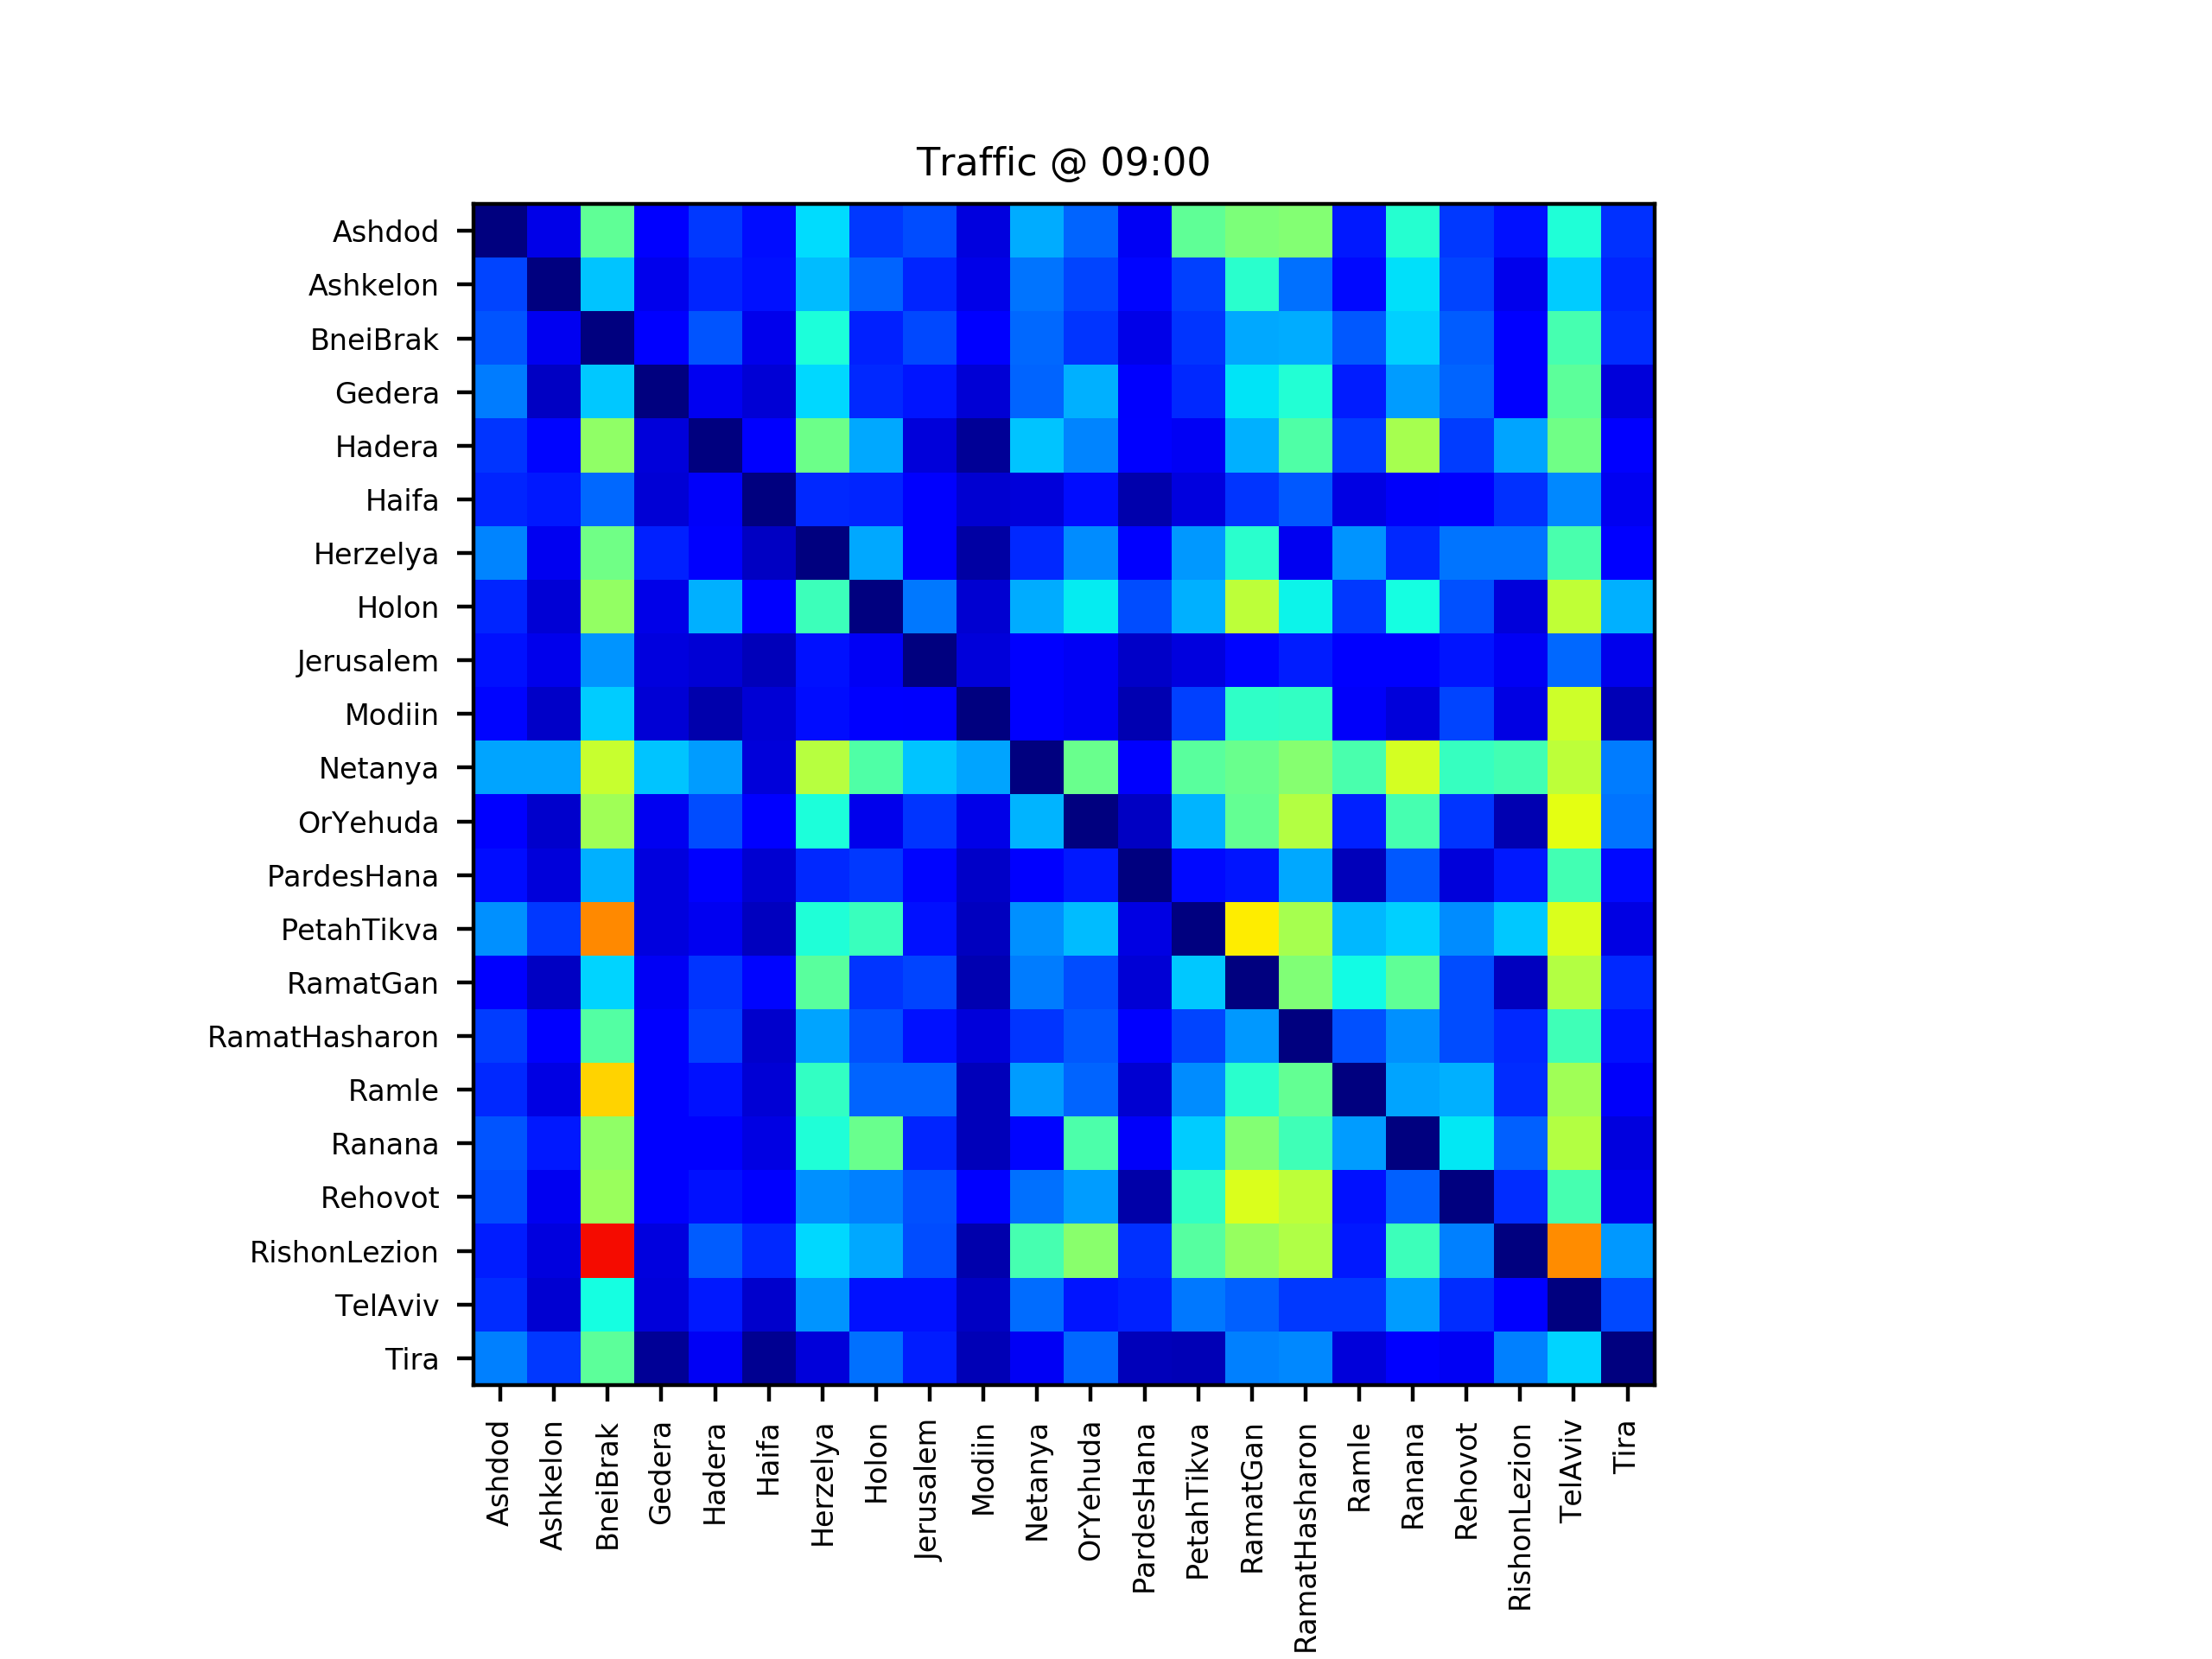 Traffic @ 09:00
Ashdod
Ashkelon
BneiBrak
Gedera
Hadera
Haifa
Herzelya
Holon
Jerusalem
Modiin
Netanya
OrYehuda
PardesHana
PetahTikva
RamatGan
RamatHasharon
Ramle
Ranana
Rehovot
RishonLezion
TelAviv
Tira
Ashdod
Ashkelon
BneiBrak
Gedera
Hadera
Haifa
Herzelya
Holon
Jerusalem
Modiin
Netanya
OrYehuda
PardesHana
PetahTikva
RamatGan
RamatHasharon
Ramle
Ranana
Rehovot
RishonLezion
TelAviv
Tira